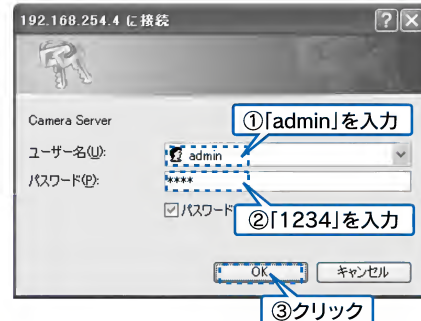 192.168.254.4 に接続
Camera Server
①「admin」を入力
ユーザー名(U):
admin
パスワード(P):
****
パスワード
②「1234」を入力
OK
キャンセル
③クリック